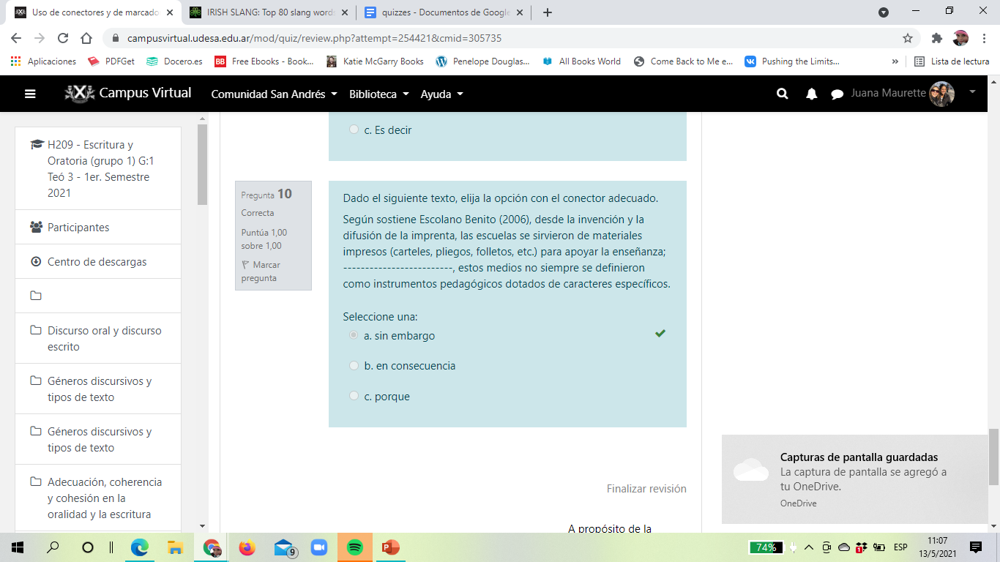 Uso de conectores y de marcado
IRISH SLANG: Top 80 slang words
quizzes - Documentos de Google
campusvirtual.udesa.edu.ar/mod/quiz/review.php?attempt=254421&cmid=305735
Aplicaciones
PDFGet
Docero.es
BB
Free Ebooks - Book...
Katie McGarry Books
Penelope Douglas...
All Books World
Come Back to Me e...
Pushing the Limits...
»
Lista de lectura
Campus Virtual
Comunidad San Andrés
Biblioteca
Ayuda
Juana Maurette
H209 - Escritura y
Oratoria (grupo 1) G:1
Teó 3 - 1er. Semestre
2021
Participantes
Centro de descargas
Discurso oral y discurso
escrito
Géneros discursivos y
tipos de texto
Géneros discursivos y
tipos de texto
Adecuación, coherencia
y cohesión en la
oralidad y la escritura
c. Es decir
Pregunta 10
Correcta
Puntúa 1,00
sobre 1,00
Marcar
pregunta
Dado el siguiente texto, elija la opción con el conector adecuado.
Según sostiene Escolano Benito (2006), desde la invención y la
difusión de la imprenta, las escuelas se sirvieron de materiales
impresos (carteles, pliegos, folletos, etc.) para apoyar la enseñanza;
-------------------------, estos medios no siempre se definieron
como instrumentos pedagógicos dotados de caracteres específicos.
Seleccione una:
a. sin embargo
b. en consecuencia
c. porque
Finalizar revisión
A propósito de la
Capturas de pantalla guardadas
La captura de pantalla se agregó a
tu OneDrive.
OneDrive
9
74%
ESP
11:07
13/5/2021